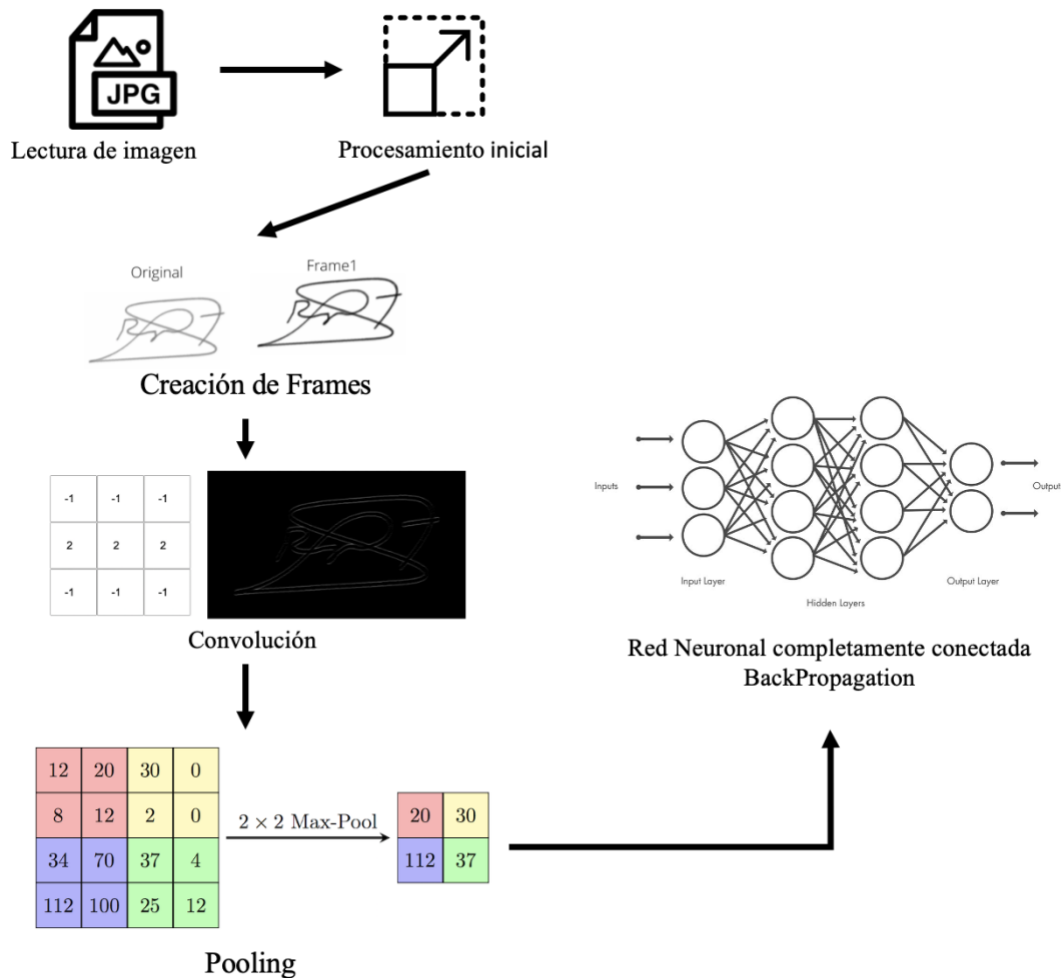 JPG
Lectura de imagen
Procesamiento inicial
Original
Frame1
Creación de Frames
-1 -1 -1
2 2 2
-1 -1 -1
Convolución
12 20 30 0
8 12 2 0
34 70 37 4
112 100 25 12
2 × 2 Max-Pool
20 30
112 37
Pooling
Inputs
Output
Input Layer
Hidden Layers
Output Layer
Red Neuronal completamente conectada
BackPropagation